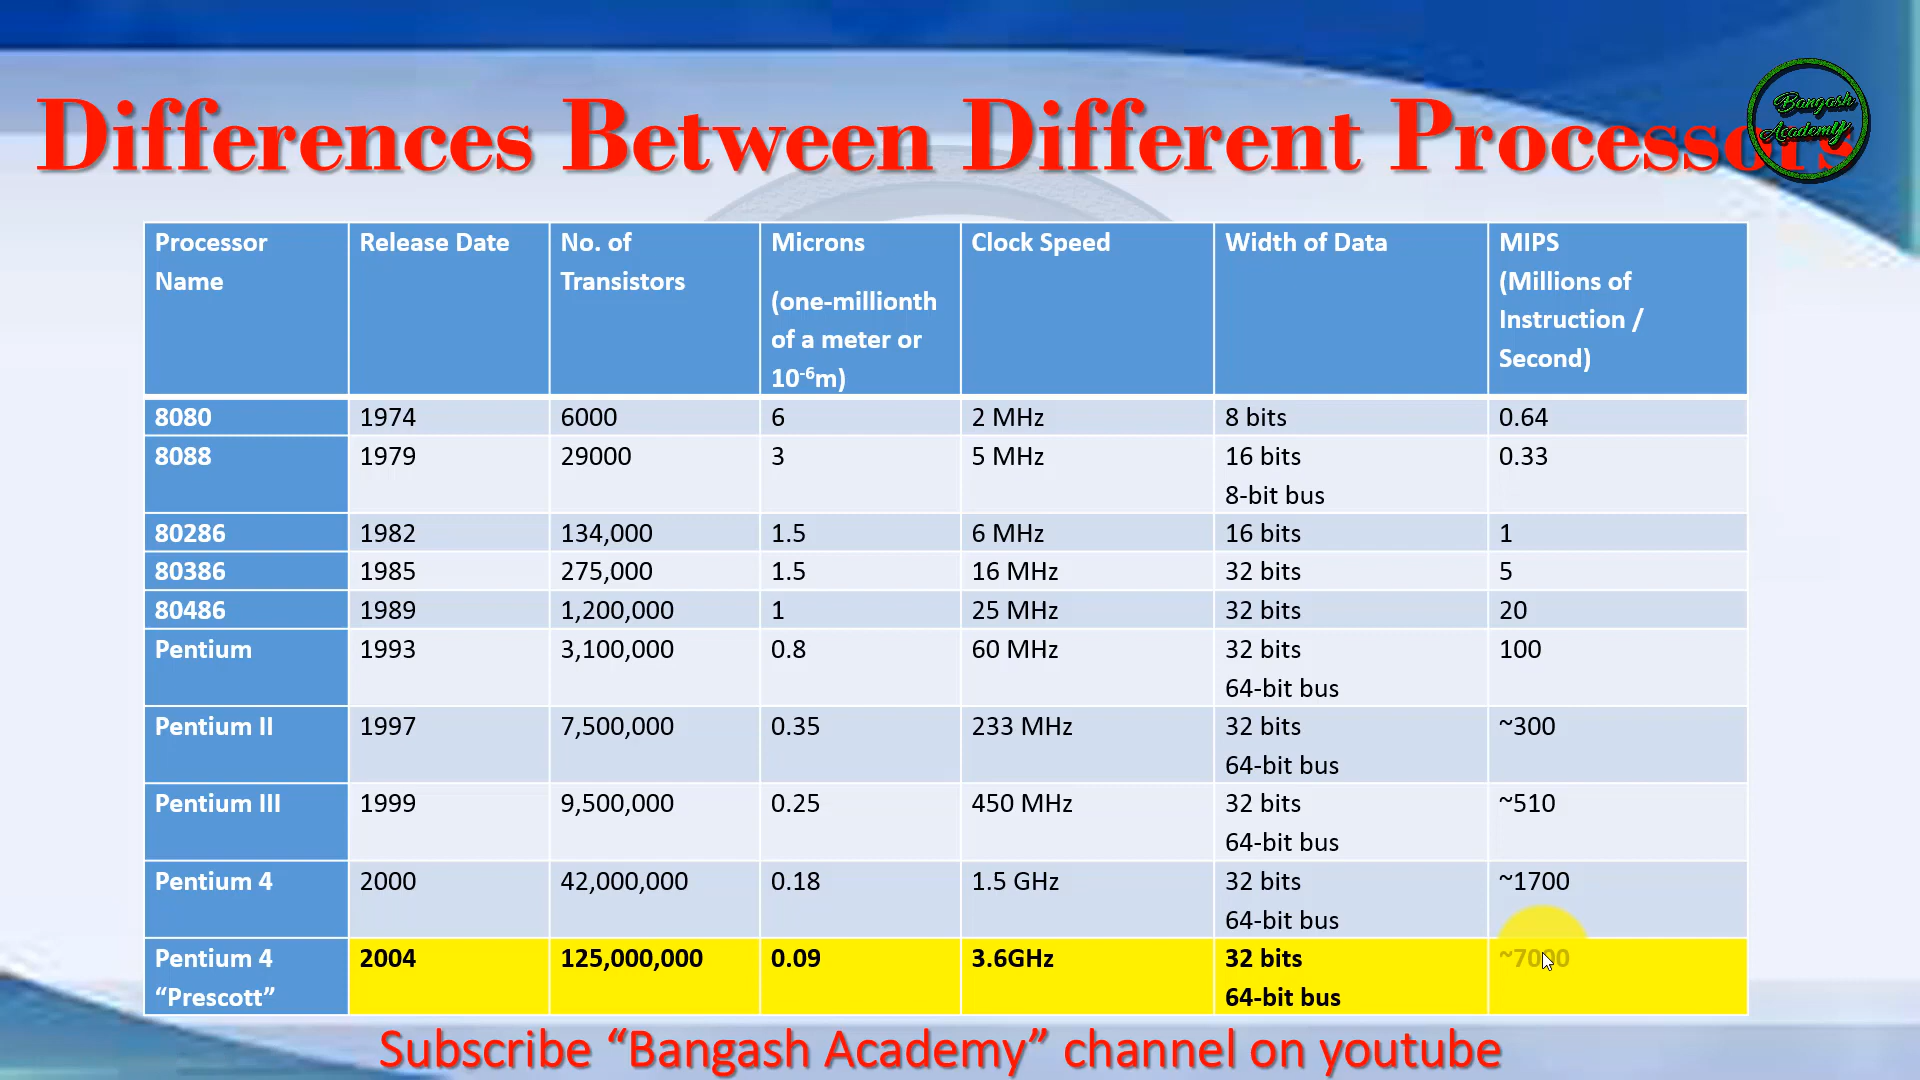 Differences Between Different Processors
Bangash
Academy
Processor Name | Release Date | No. of Transistors | Microns (one-millionth of a meter or 10⁻⁶m) | Clock Speed | Width of Data | MIPS (Millions of Instruction / Second)
8080 | 1974 | 6000 | 6 | 2 MHz | 8 bits | 0.64
8088 | 1979 | 29000 | 3 | 5 MHz | 16 bits 8-bit bus | 0.33
80286 | 1982 | 134,000 | 1.5 | 6 MHz | 16 bits | 1
80386 | 1985 | 275,000 | 1.5 | 16 MHz | 32 bits | 5
80486 | 1989 | 1,200,000 | 1 | 25 MHz | 32 bits | 20
Pentium | 1993 | 3,100,000 | 0.8 | 60 MHz | 32 bits 64-bit bus | 100
Pentium II | 1997 | 7,500,000 | 0.35 | 233 MHz | 32 bits 64-bit bus | ~300
Pentium III | 1999 | 9,500,000 | 0.25 | 450 MHz | 32 bits 64-bit bus | ~510
Pentium 4 | 2000 | 42,000,000 | 0.18 | 1.5 GHz | 32 bits 64-bit bus | ~1700
Pentium 4 “Prescott” | 2004 | 125,000,000 | 0.09 | 3.6GHz | 32 bits 64-bit bus | ~7000
Subscribe “Bangash Academy” channel on youtube